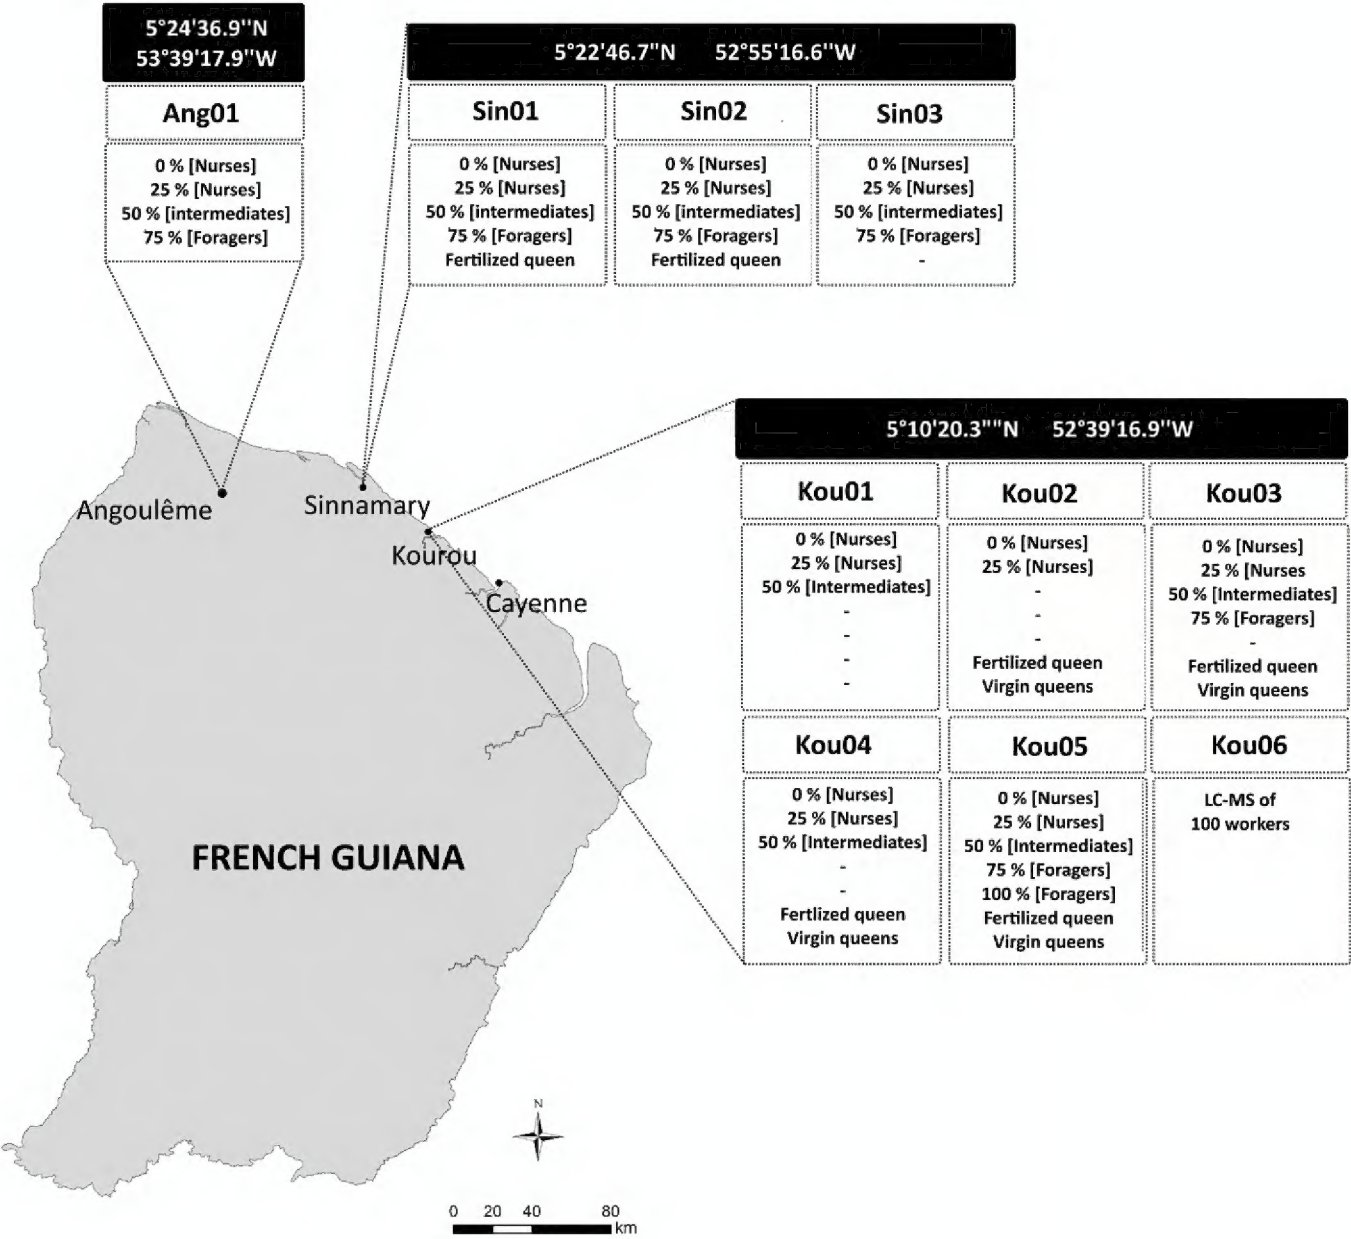 5°24'36.9''N
53°39'17.9''W
Ang01
0 % [Nurses]
25 % [Nurses]
50 % [intermediates]
75 % [Foragers]
5°22'46.7''N 52°55'16.6''W
Sin01
0 % [Nurses]
25 % [Nurses]
50 % [intermediates]
75 % [Foragers]
Fertilized queen
Sin02
0 % [Nurses]
25 % [Nurses]
50 % [intermediates]
75 % [Foragers]
Fertilized queen
Sin03
0 % [Nurses]
25 % [Nurses]
50 % [intermediates]
75 % [Foragers]
-
5°10'20.3""N 52°39'16.9''W
Kou01
0 % [Nurses]
25 % [Nurses]
50 % [Intermediates]
-
-
-
-
Kou02
0 % [Nurses]
25 % [Nurses]
-
-
-
Fertilized queen
Virgin queens
Kou03
0 % [Nurses]
25 % [Nurses
50 % [Intermediates]
75 % [Foragers]
-
Fertilized queen
Virgin queens
Kou04
0 % [Nurses]
25 % [Nurses]
50 % [Intermediates]
-
-
Fertlized queen
Virgin queens
Kou05
0 % [Nurses]
25 % [Nurses]
50 % [Intermediates]
75 % [Foragers]
100 % [Foragers]
Fertilized queen
Virgin queens
Kou06
LC-MS of
100 workers
Angoulême
Sinnamary
Kourou
Cayenne
FRENCH GUIANA
N
0 20 40 80
km